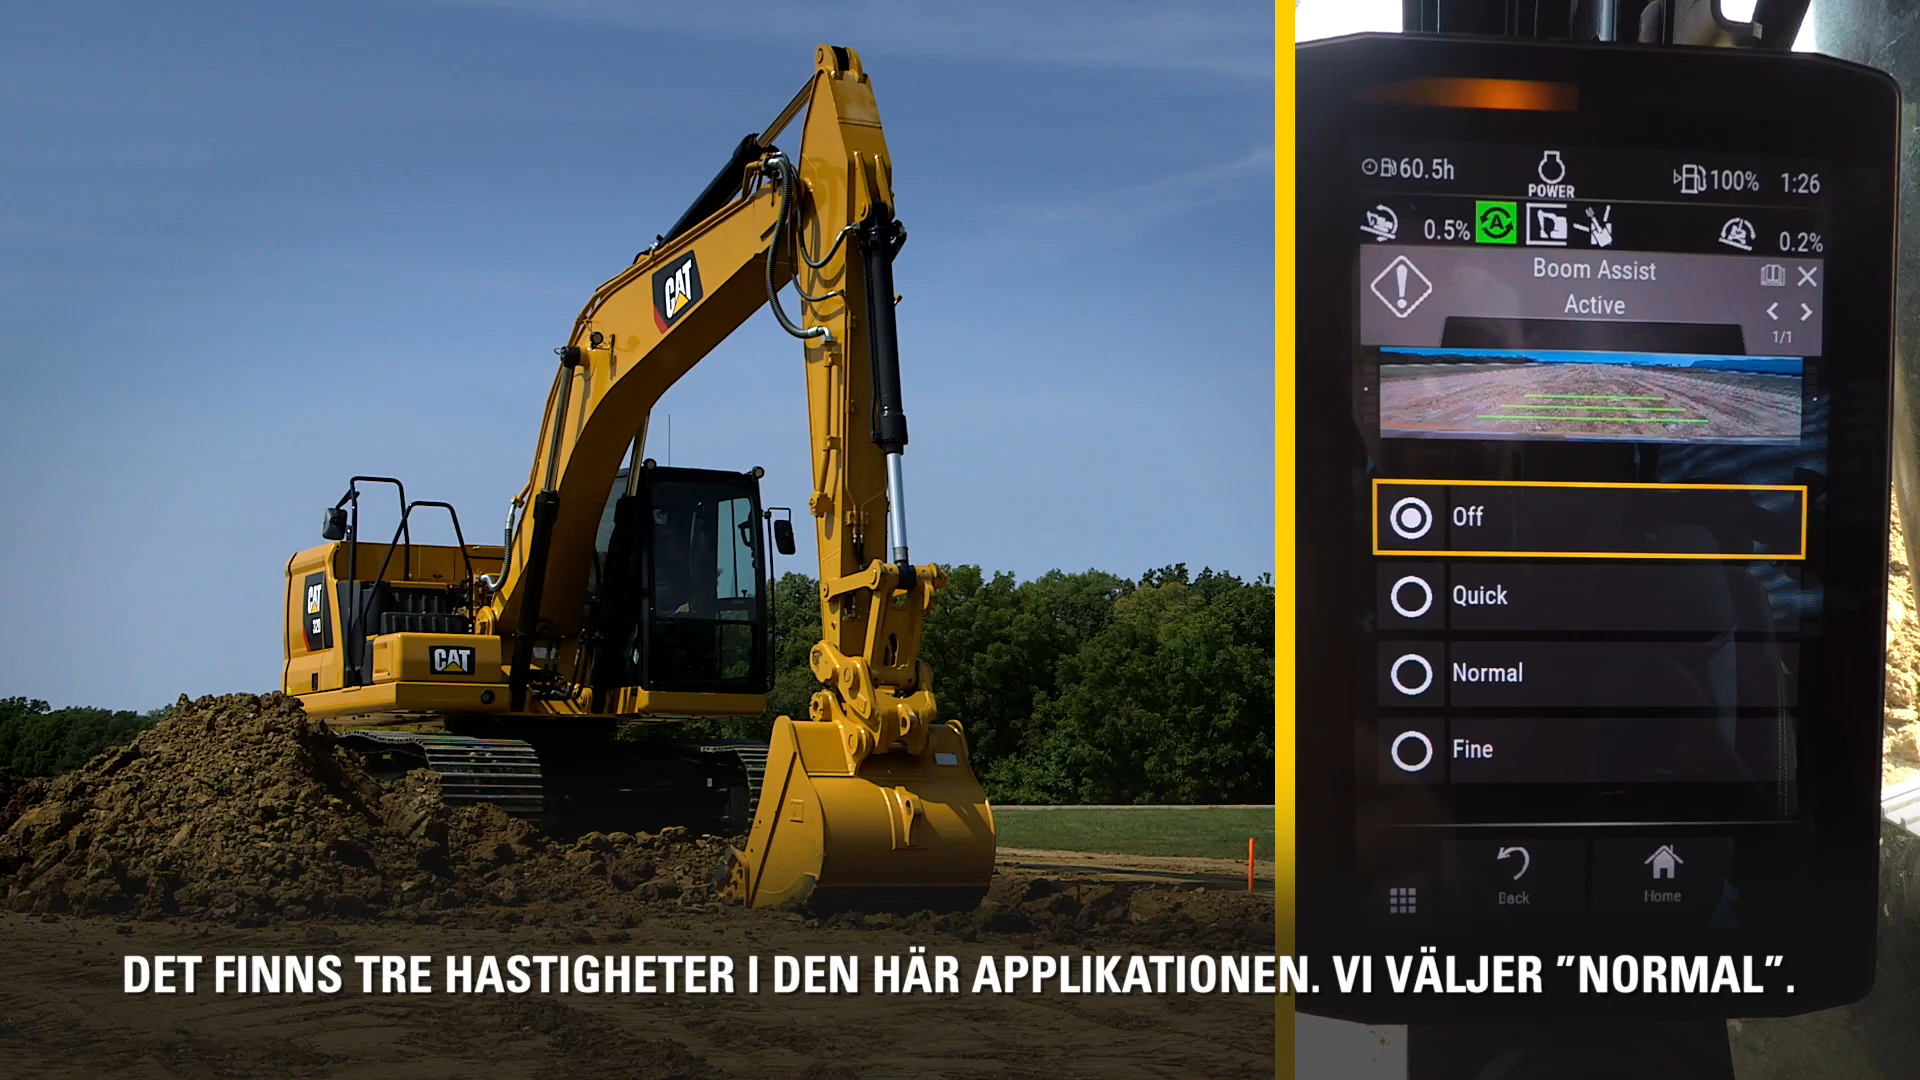 CAT
CAT
320
CAT
60.5h
POWER
100% 1:26
0.5% A 0.2%
Boom Assist
Active
1/1
Off
Quick
Normal
Fine
Back
Home
DET FINNS TRE HASTIGHETER I DEN HÄR APPLIKATIONEN. VI VÄLJER ”NORMAL”.